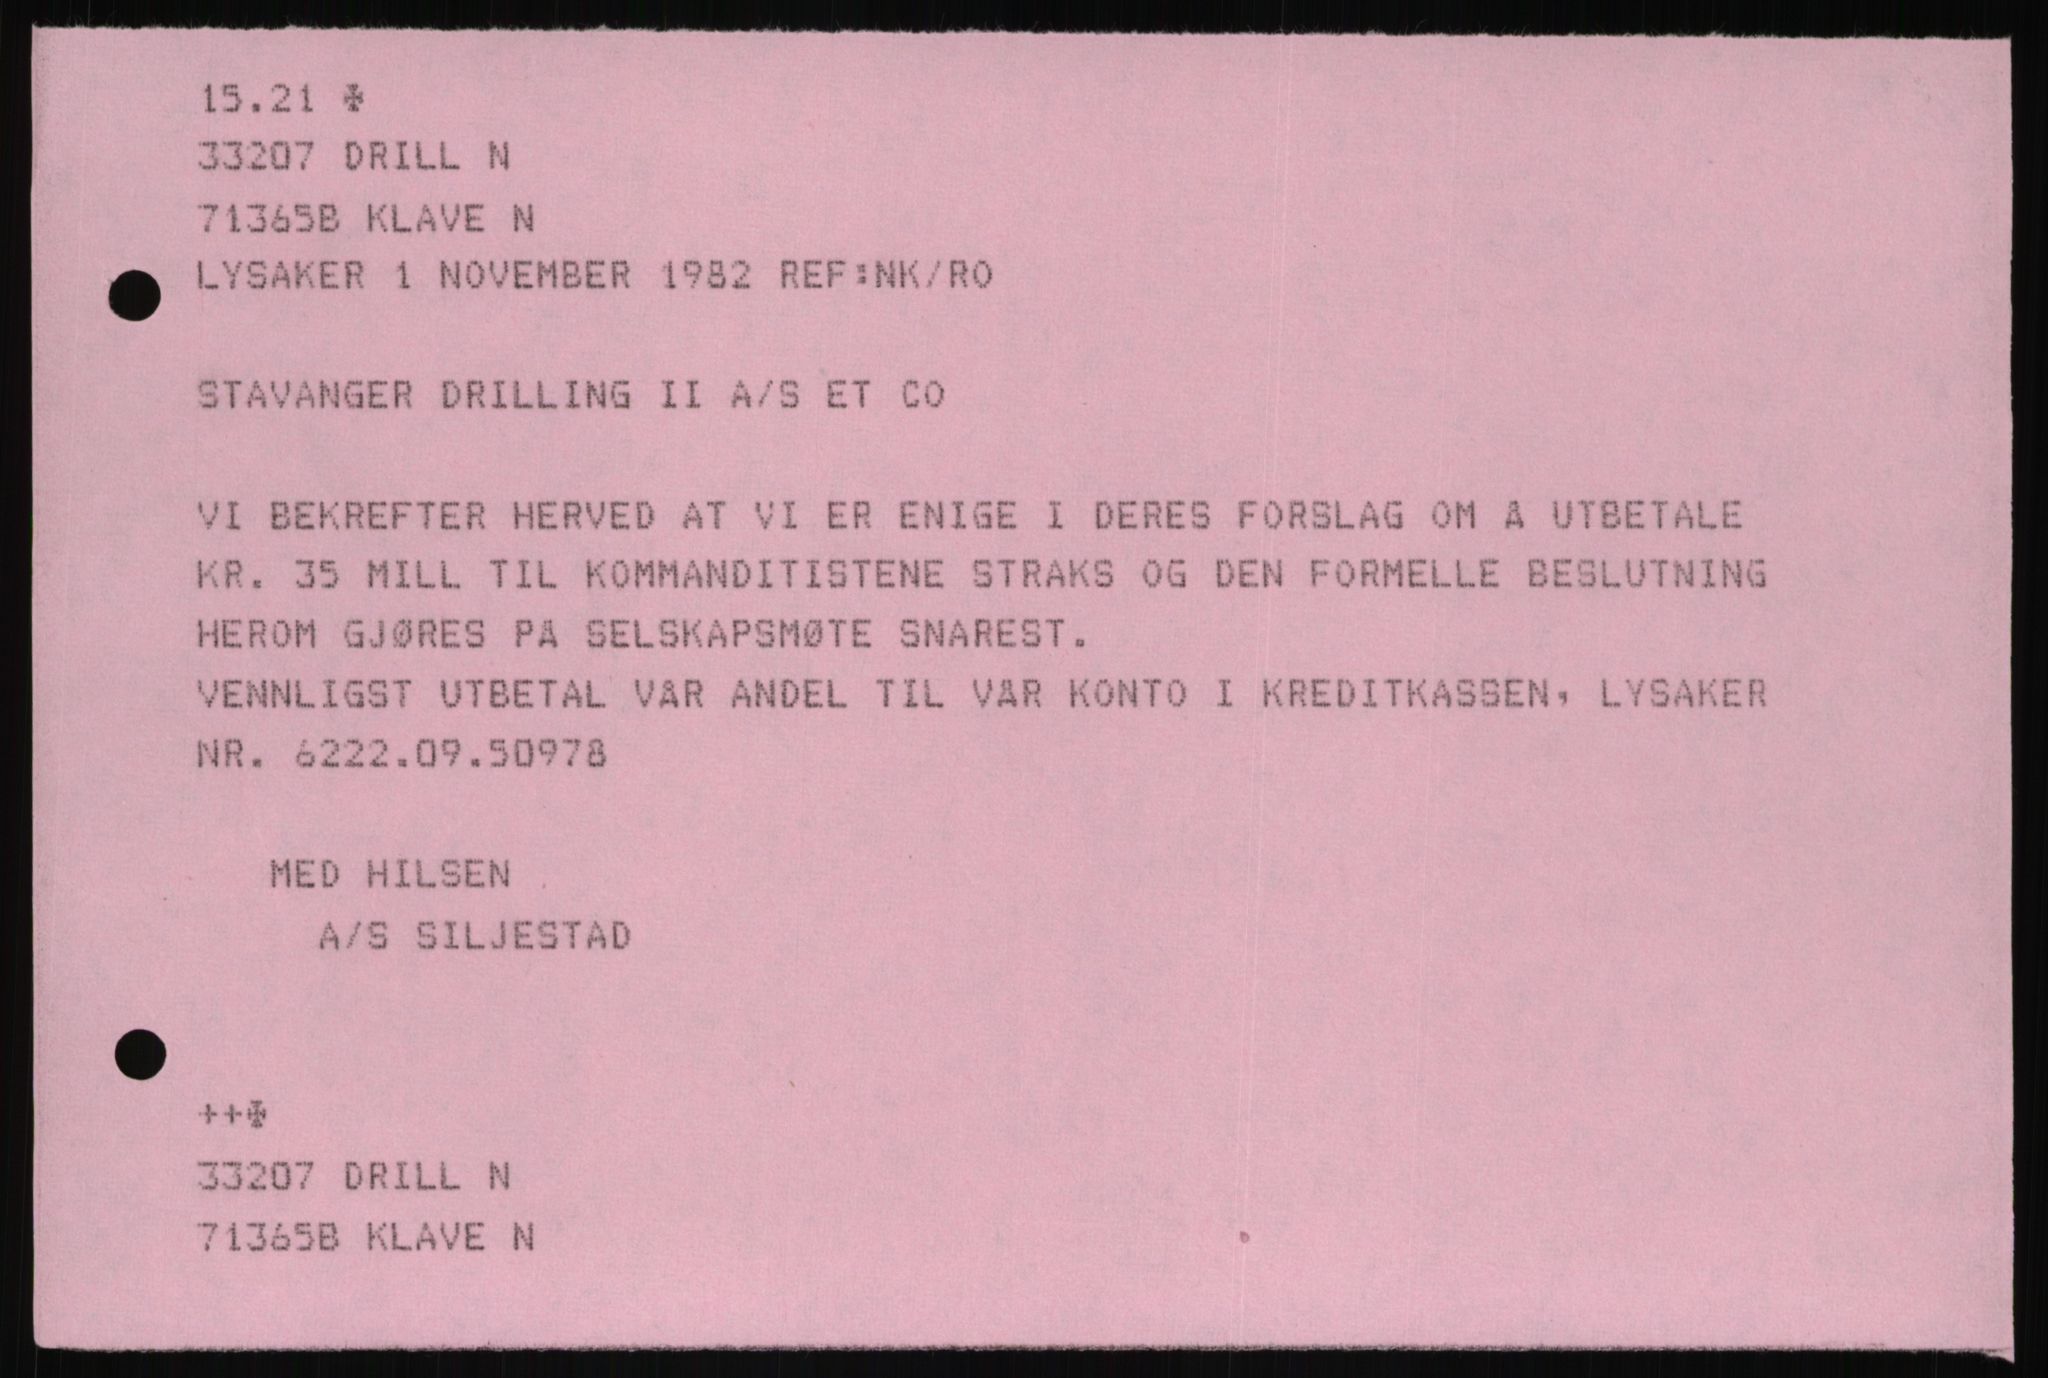 15.21 ✠
33207 DRILL N
71365B KLAVE N
LYSAKER 1 NOVEMBER 1982 REF:NK/RO
STAVANGER DRILLING II A/S ET CO
VI BEKREFTER HERVED AT VI ER ENIGE I DERES FORSLAG OM Å UTBETALE
KR. 35 MILL TIL KOMMANDITISTENE STRAKS OG DEN FORMELLE BESLUTNING
HEROM GJØRES PÅ SELSKAPSMØTE SNAREST.
VENNLIGST UTBETAL VÅR ANDEL TIL VÅR KONTO I KREDITKASSEN, LYSAKER
NR. 6222.09.50978
MED HILSEN
A/S SILJESTAD
++✠
33207 DRILL N
71365B KLAVE N